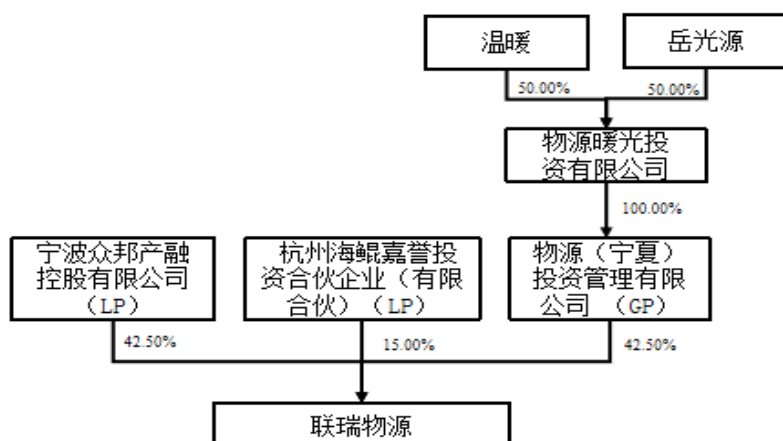 温暖
岳光源
50.00%
50.00%
物源暖光投
资有限公司
100.00%
宁波众邦产融
控股有限公司
（LP）
杭州海鲲嘉誉投
资合伙企业（有限
合伙）（LP）
物源（宁夏）
投资管理有限
公司 （GP）
42.50%
15.00%
42.50%
联瑞物源